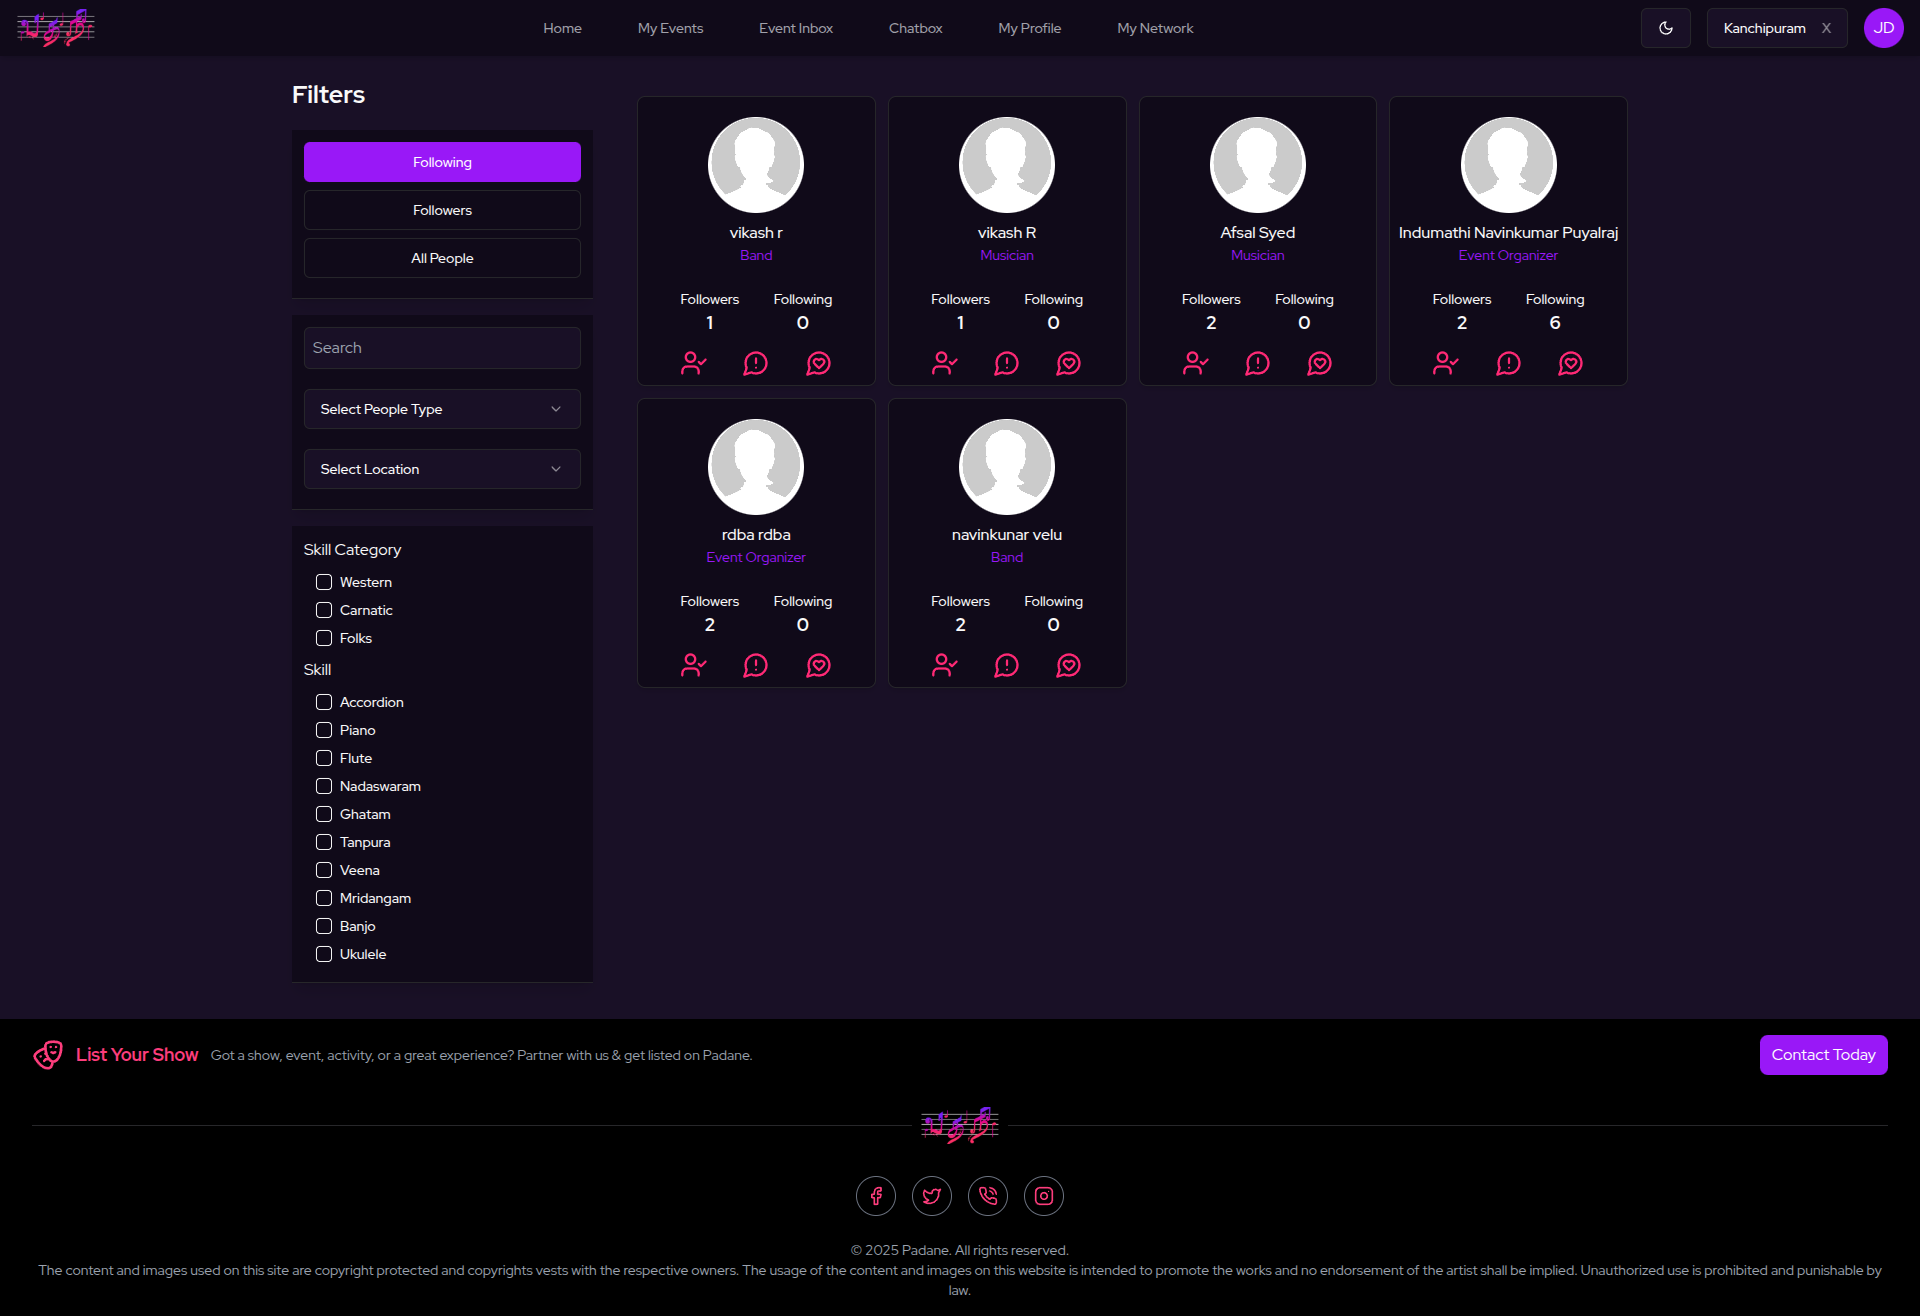 Home
My Events
Event Inbox
Chatbox
My Profile
My Network
Kanchipuram X
JD
Filters
Following
Followers
All People
Search
Select People Type
Select Location
Skill Category
Western
Carnatic
Folks
Skill
Accordion
Piano
Flute
Nadaswaram
Ghatam
Tanpura
Veena
Mridangam
Banjo
Ukulele
vikash r
Band
Followers Following
1 0
vikash R
Musician
Followers Following
1 0
Afsal Syed
Musician
Followers Following
2 0
Indumathi Navinkumar Puyalraj
Event Organizer
Followers Following
2 6
rdba rdba
Event Organizer
Followers Following
2 0
navinkunar velu
Band
Followers Following
2 0
List Your Show Got a show, event, activity, or a great experience? Partner with us & get listed on Padane.
Contact Today
© 2025 Padane. All rights reserved.
The content and images used on this site are copyright protected and copyrights vests with the respective owners. The usage of the content and images on this website is intended to promote the works and no endorsement of the artist shall be implied. Unauthorized use is prohibited and punishable by
law.